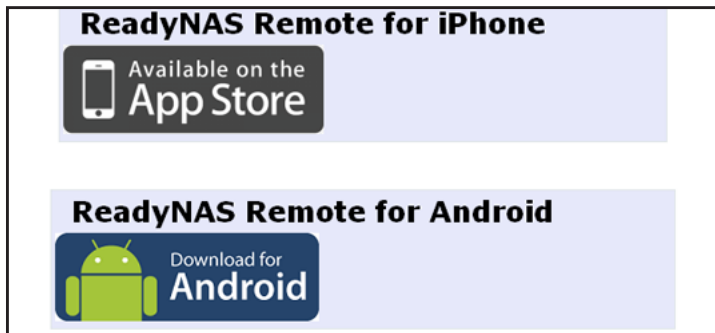 ReadyNAS Remote for iPhone
Available on the
App Store
ReadyNAS Remote for Android
Download for
Android